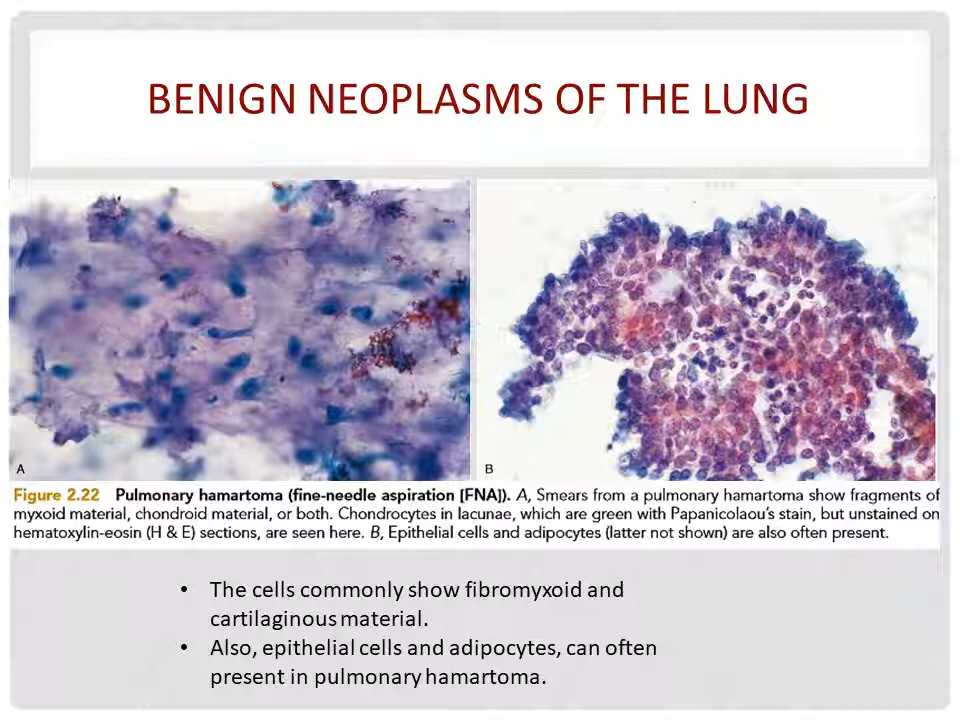 BENIGN NEOPLASMS OF THE LUNG
A
B
Figure 2.22 Pulmonary hamartoma (fine-needle aspiration [FNA]). A, Smears from a pulmonary hamartoma show fragments of
myxoid material, chondroid material, or both. Chondrocytes in lacunae, which are green with Papanicolaou's stain, but unstained on
hematoxylin-eosin (H & E) sections, are seen here. B, Epithelial cells and adipocytes (latter not shown) are also often present.
• The cells commonly show fibromyxoid and
cartilaginous material.
• Also, epithelial cells and adipocytes, can often
present in pulmonary hamartoma.